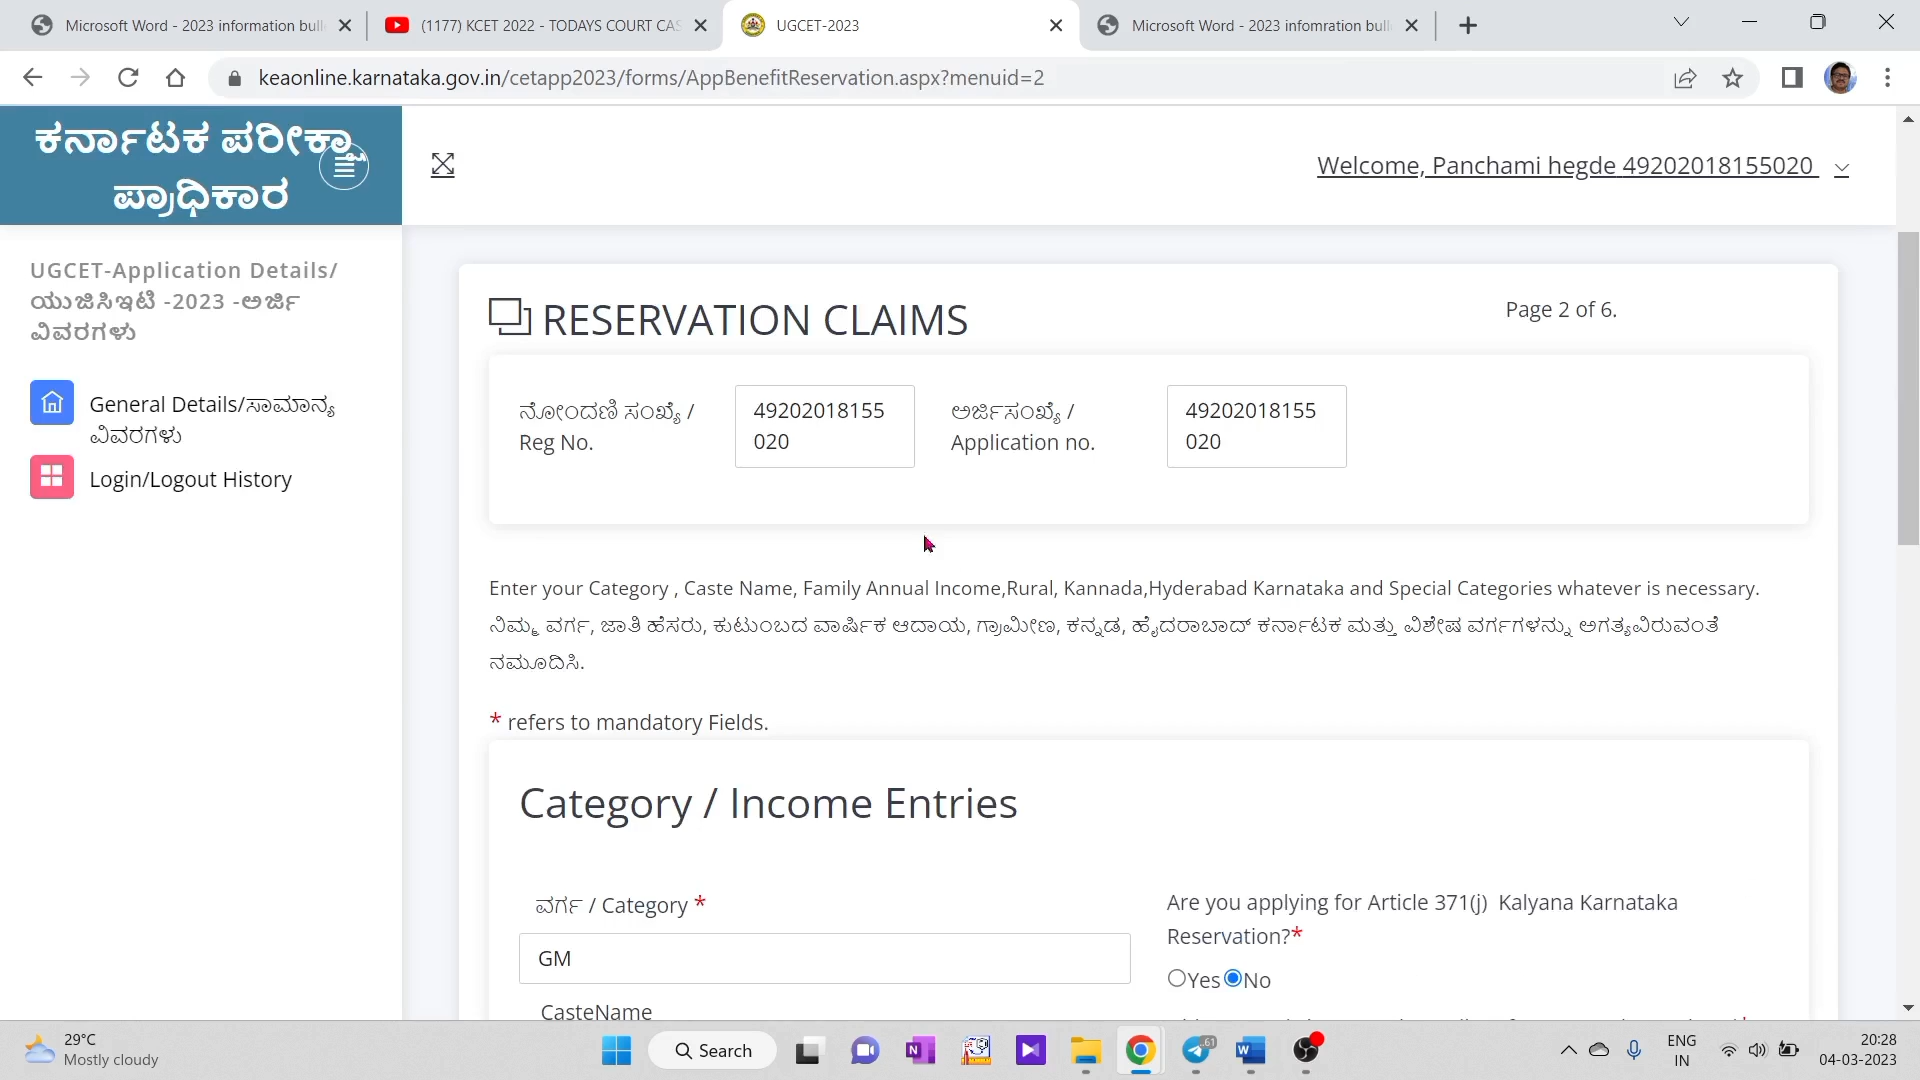 Microsoft Word - 2023 information bull
(1177) KCET 2022 - TODAYS COURT CAS
UGCET-2023
Microsoft Word - 2023 infomration bull
keaonline.karnataka.gov.in/cetapp2023/forms/AppBenefitReservation.aspx?menuid=2
ಕರ್ನಾಟಕ ಪರೀಕ್ಷಾ
ಪ್ರಾಧಿಕಾರ
Welcome, Panchami hegde 49202018155020
UGCET-Application Details/
ಯುಜಿಸಿಇಟಿ -2023 -ಅರ್ಜಿ
ವಿವರಗಳು
General Details/ಸಾಮಾನ್ಯ
ವಿವರಗಳು
Login/Logout History
RESERVATION CLAIMS
Page 2 of 6.
ನೋಂದಣಿ ಸಂಖ್ಯೆ /
Reg No.
49202018155
020
ಅರ್ಜಿಸಂಖ್ಯೆ /
Application no.
49202018155
020
Enter your Category , Caste Name, Family Annual Income,Rural, Kannada,Hyderabad Karnataka and Special Categories whatever is necessary.
ನಿಮ್ಮ ವರ್ಗ, ಜಾತಿ ಹೆಸರು, ಕುಟುಂಬದ ವಾರ್ಷಿಕ ಆದಾಯ, ಗ್ರಾಮೀಣ, ಕನ್ನಡ, ಹೈದರಾಬಾದ್ ಕರ್ನಾಟಕ ಮತ್ತು ವಿಶೇಷ ವರ್ಗಗಳನ್ನು ಅಗತ್ಯವಿರುವಂತೆ
ನಮೂದಿಸಿ.
* refers to mandatory Fields.
Category / Income Entries
ವರ್ಗ / Category *
GM
CasteName
Are you applying for Article 371(j) Kalyana Karnataka
Reservation?*
Yes No
29°C
Mostly cloudy
Search
61
ENG
IN
20:28
04-03-2023